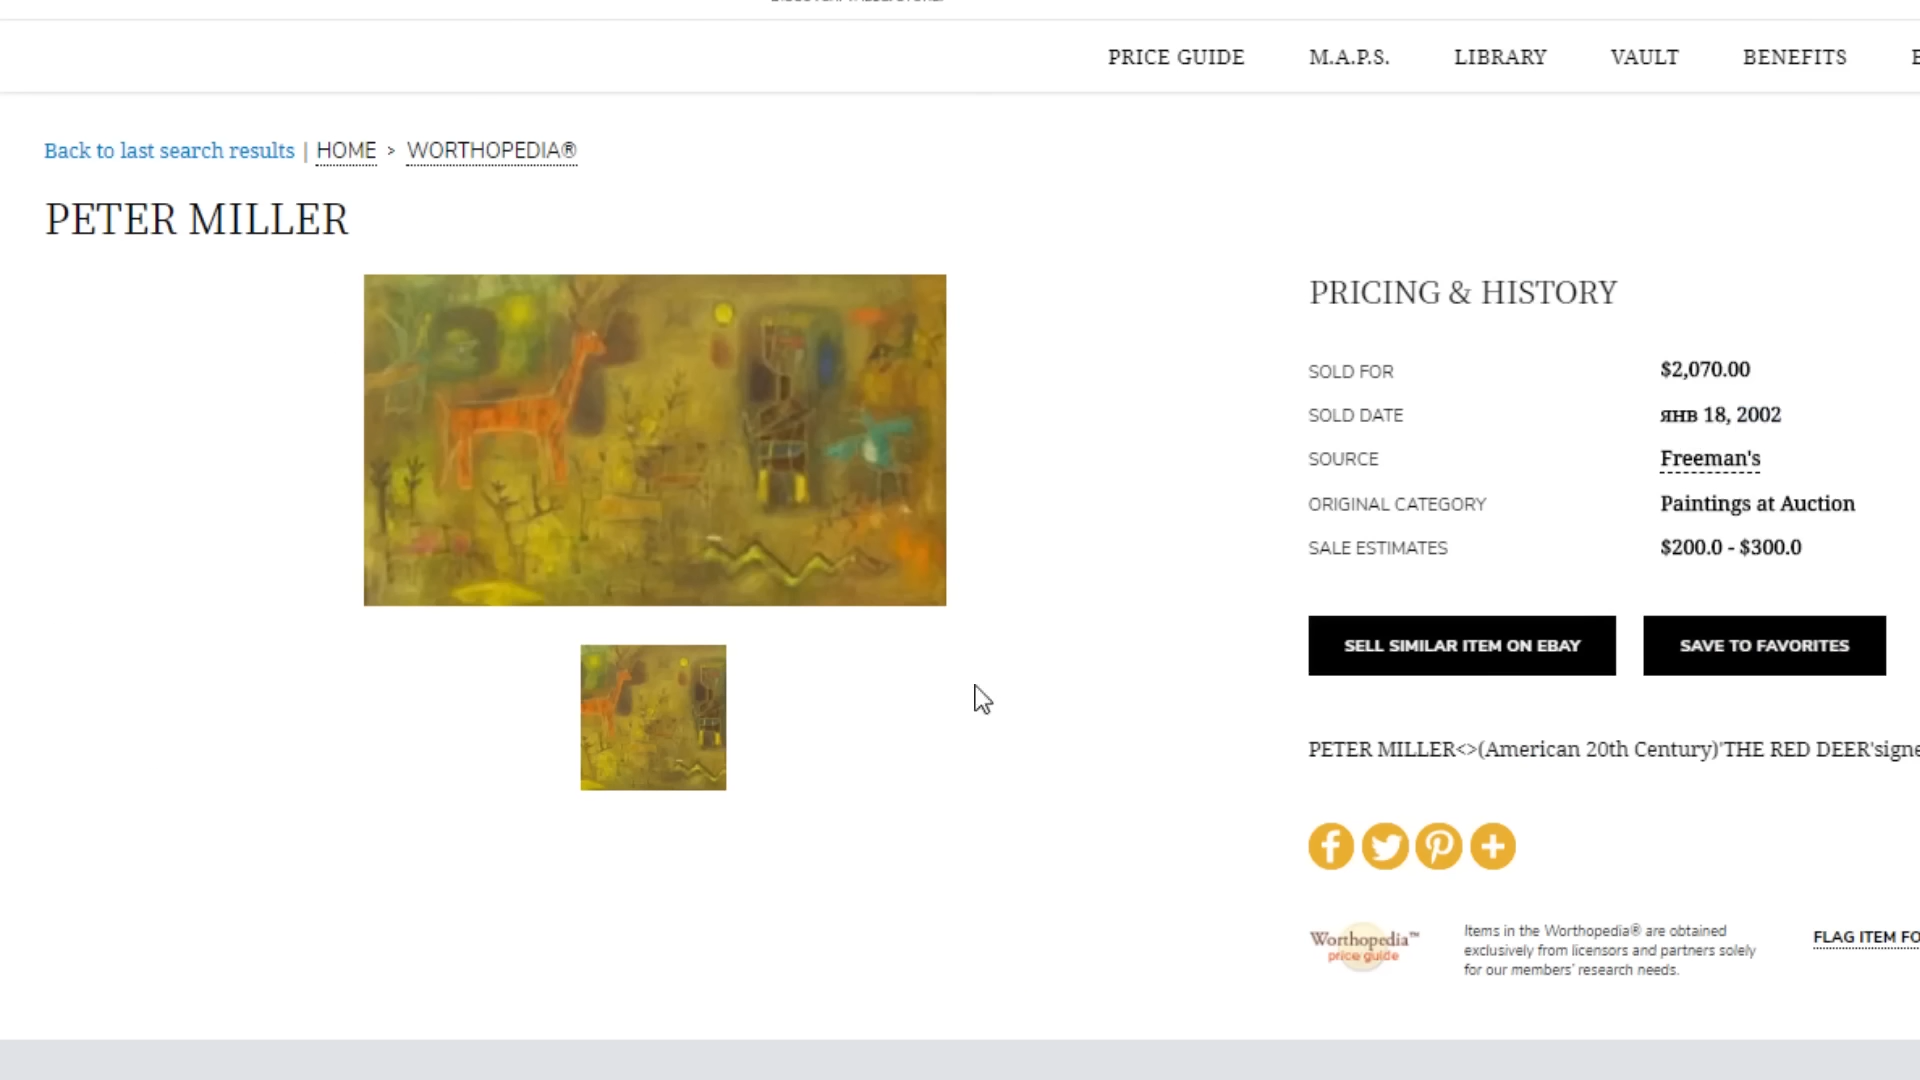 PRICE GUIDE M.A.P.S. LIBRARY VAULT BENEFITS
Back to last search results | HOME > WORTHOPEDIA®
PETER MILLER
PRICING & HISTORY
SOLD FOR $2,070.00
SOLD DATE янв 18, 2002
SOURCE Freeman's
ORIGINAL CATEGORY Paintings at Auction
SALE ESTIMATES $200.0 - $300.0
SELL SIMILAR ITEM ON EBAY SAVE TO FAVORITES
PETER MILLER<>(American 20th Century)'THE RED DEER'signe
Worthopedia™
price guide
Items in the Worthopedia® are obtained
exclusively from licensors and partners solely
for our members' research needs.
FLAG ITEM FO